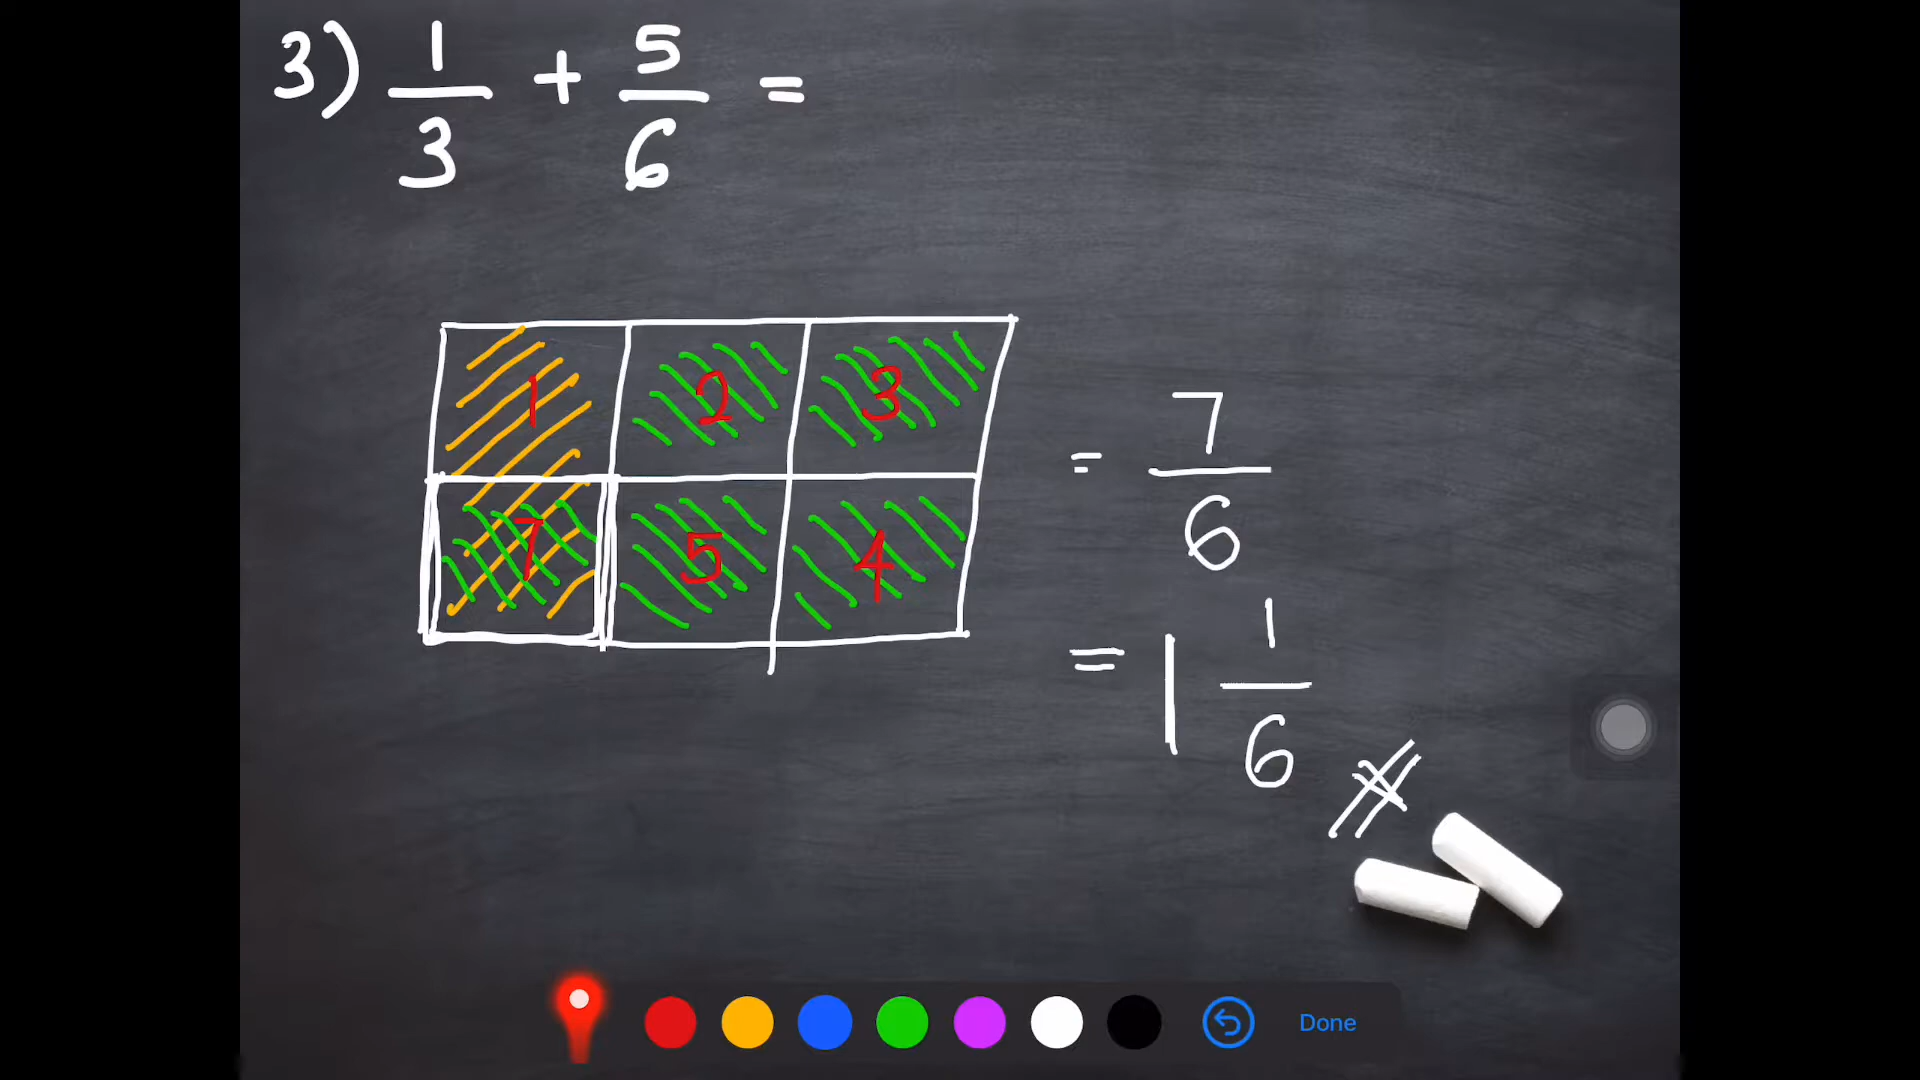 3) 1/3 + 5/6 =
1 2 3
7 5 4
= 7/6
= 1 1/6
Done